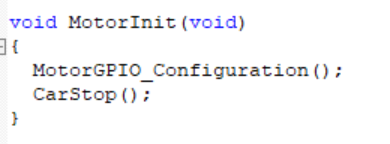 void MotorInit(void)
{
  MotorGPIO_Configuration();
  CarStop();
}